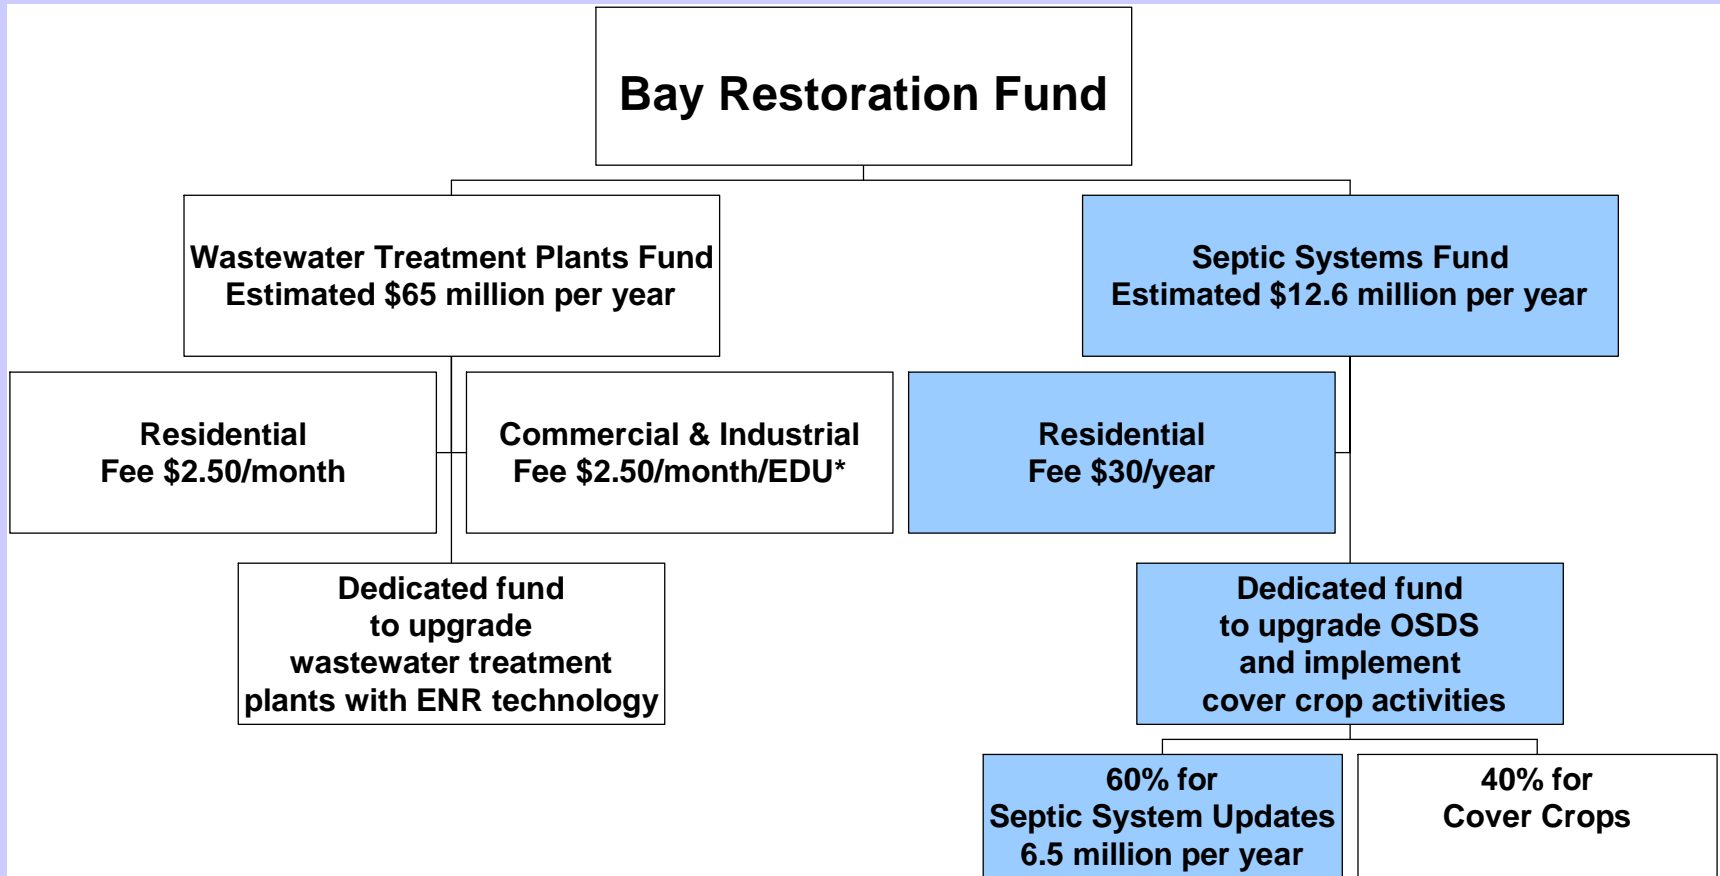 Bay Restoration Fund
Wastewater Treatment Plants Fund
Estimated $65 million per year
Septic Systems Fund
Estimated $12.6 million per year
Residential
Fee $2.50/month
Commercial & Industrial
Fee $2.50/month/EDU*
Residential
Fee $30/year
Dedicated fund
to upgrade
wastewater treatment
plants with ENR technology
Dedicated fund
to upgrade OSDS
and implement
cover crop activities
60% for
Septic System Updates
6.5 million per year
40% for
Cover Crops